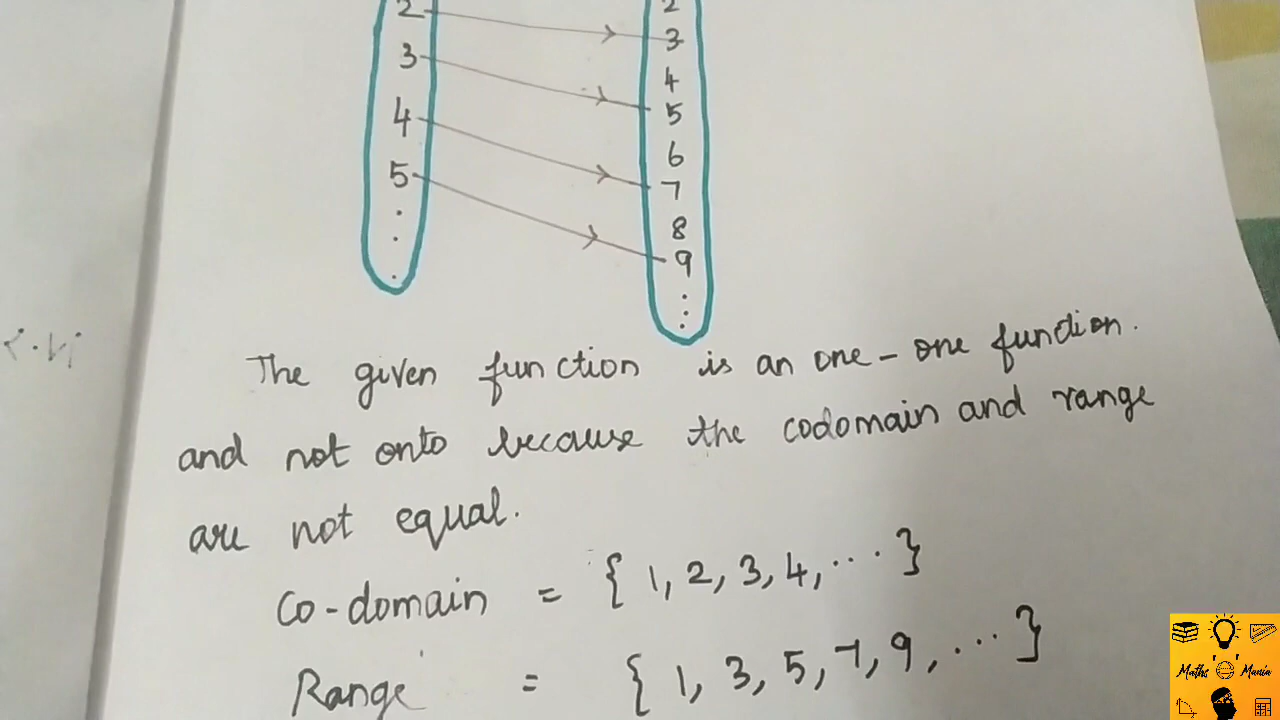 2 2
3 3
4
4 5
5 6
. 7
. 8
. 9
.
.
.
The given function is an one-one function.
and not onto because the codomain and range
are not equal.
Co-domain = { 1, 2, 3, 4, ... }
Range = { 1, 3, 5, 7, 9, ... }
Maths Mania